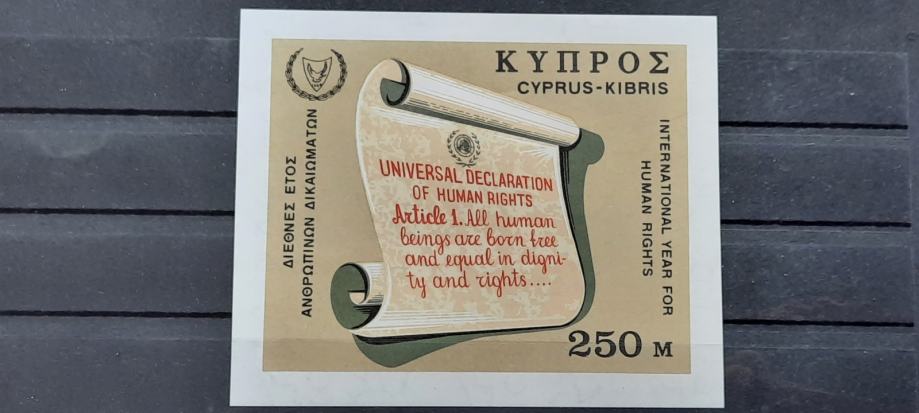 ΚΥΠΡΟΣ
CYPRUS-KIBRIS
ΔΙΕΘΝΕΣ ΕΤΟΣ
ΑΝΘΡΩΠΙΝΩΝ ΔΙΚΑΙΩΜΑΤΩΝ
UNIVERSAL DECLARATION
OF HUMAN RIGHTS
Article 1. All human
beings are born free
and equal in digni-
ty and rights....
INTERNATIONAL YEAR FOR
HUMAN RIGHTS
250 M